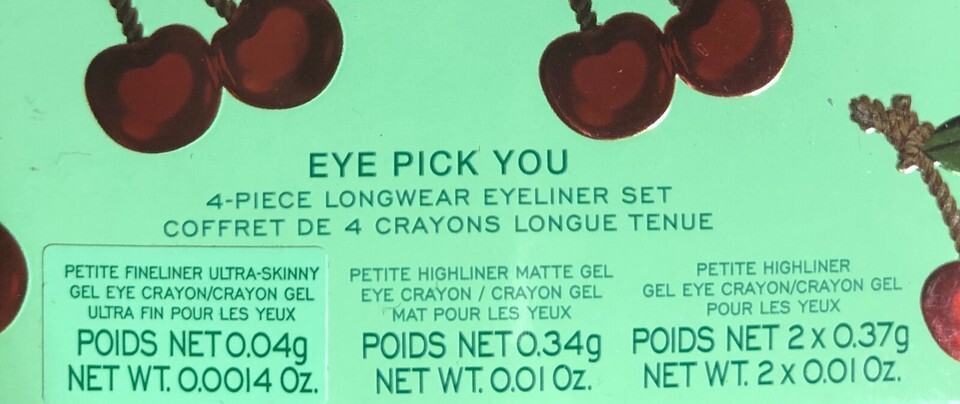 EYE PICK YOU
4-PIECE LONGWEAR EYELINER SET
COFFRET DE 4 CRAYONS LONGUE TENUE
PETITE FINELINER ULTRA-SKINNY
GEL EYE CRAYON/CRAYON GEL
ULTRA FIN POUR LES YEUX
POIDS NET 0.04g
NET WT. 0.0014 Oz.
PETITE HIGHLINER MATTE GEL
EYE CRAYON / CRAYON GEL
MAT POUR LES YEUX
POIDS NET 0.34g
NET WT. 0.01 Oz.
PETITE HIGHLINER
GEL EYE CRAYON/CRAYON GEL
POUR LES YEUX
POIDS NET 2 x 0.37g
NET WT. 2 x 0.01 Oz.